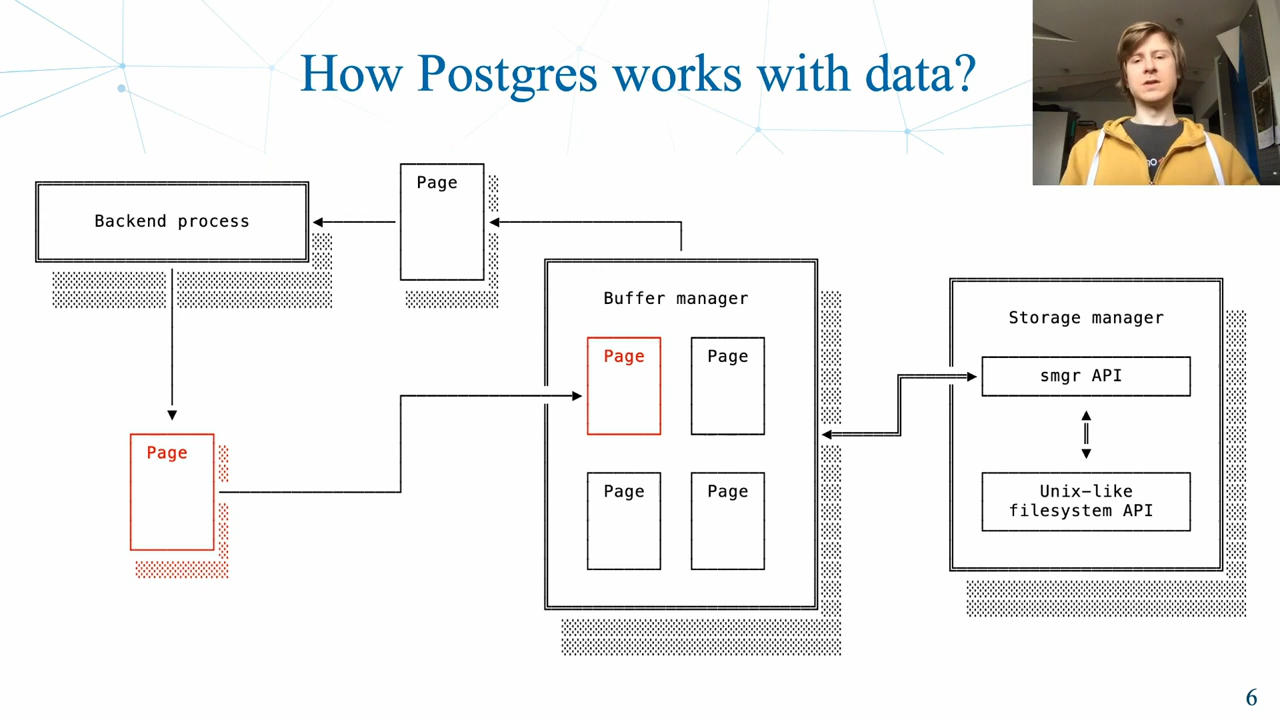 How Postgres works with data?
Page
Backend process
Buffer manager
Storage manager
Page
Page
smgr API
Page
Page
Page
Unix-like
filesystem API
6